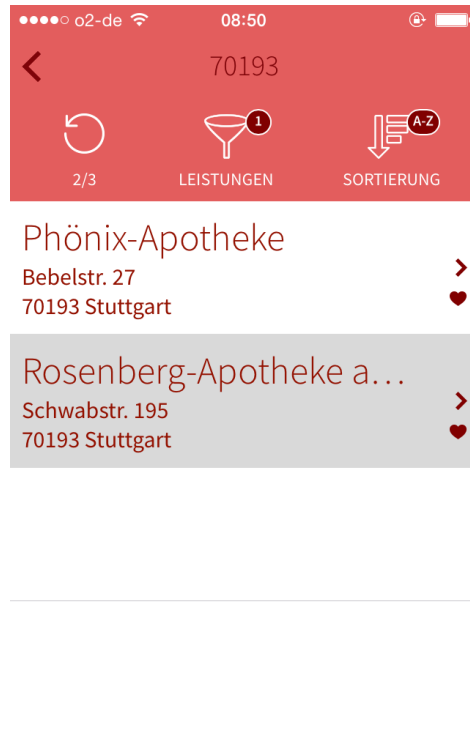 o2-de 08:50
70193
1 A-Z
2/3 LEISTUNGEN SORTIERUNG
Phönix-Apotheke
Bebelstr. 27
70193 Stuttgart
Rosenberg-Apotheke a...
Schwabstr. 195
70193 Stuttgart